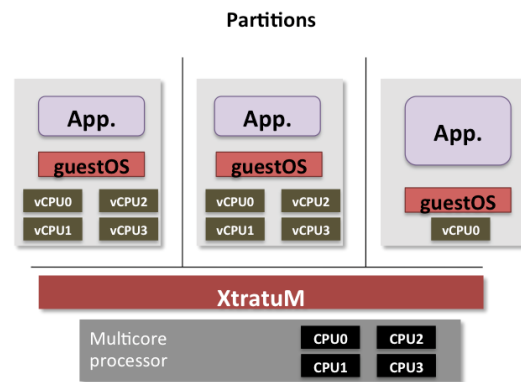 Partitions
App.
guestOS
vCPU0 vCPU2
vCPU1 vCPU3
App.
guestOS
vCPU0 vCPU2
vCPU1 vCPU3
App.
guestOS
vCPU0
XtratuM
Multicore
processor
CPU0 CPU2
CPU1 CPU3